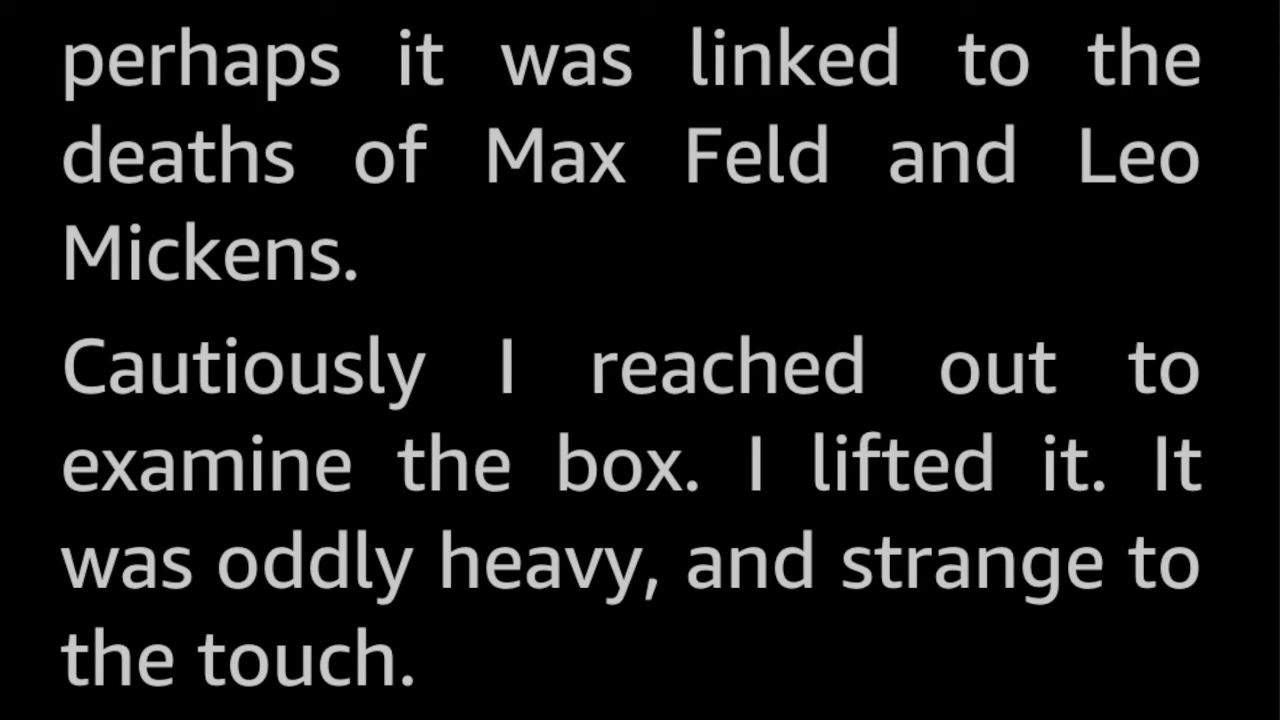 perhaps it was linked to the
deaths of Max Feld and Leo
Mickens.
Cautiously I reached out to
examine the box. I lifted it. It
was oddly heavy, and strange to
the touch.